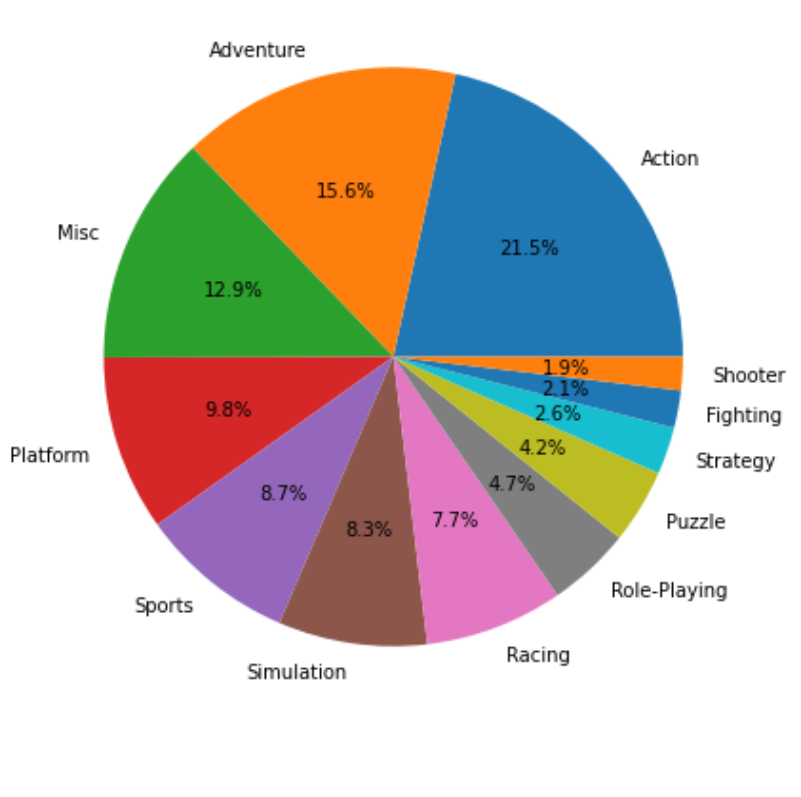 Adventure
Action
15.6%
Misc
21.5%
12.9%
1.9%
Shooter
2.1%
9.8%
2.6%
Fighting
4.2%
Platform
Strategy
4.7%
8.7%
7.7%
Puzzle
8.3%
Role-Playing
Sports
Racing
Simulation